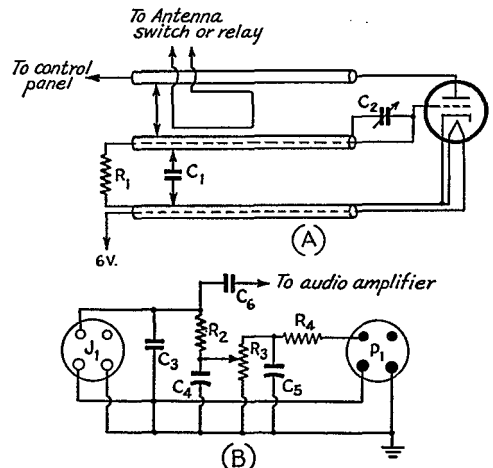 To Antenna
switch or relay
To control
panel
C2
R1
C1
6V.
(A)
To audio amplifier
C6
J1
C3
R2
C4
R3
C5
R4
P1
(B)